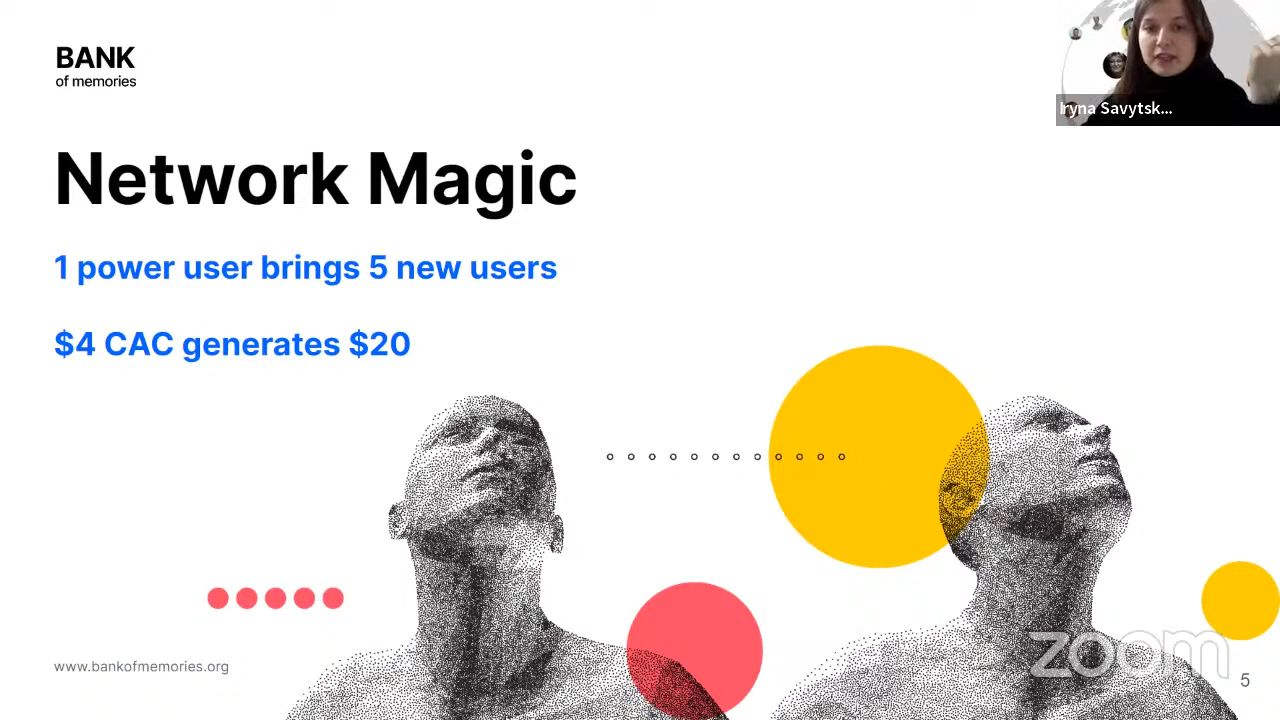 BANK
of memories
Iryna Savytsk...
Network Magic
1 power user brings 5 new users
$4 CAC generates $20
www.bankofmemories.org
zoom
5